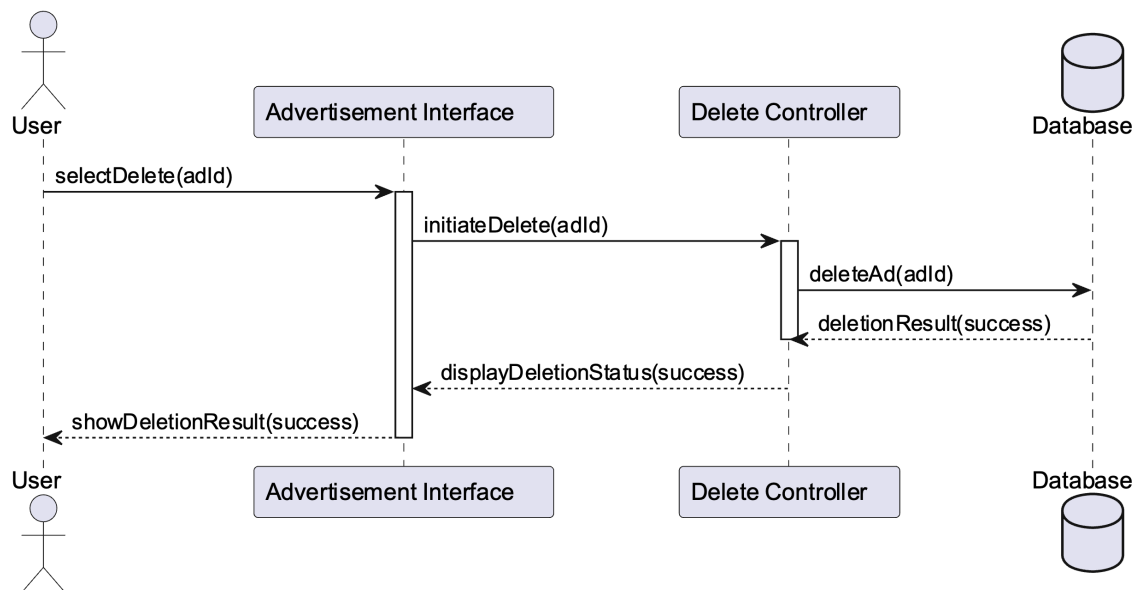 User
Advertisement Interface
Delete Controller
Database
selectDelete(adId)
initiateDelete(adId)
deleteAd(adId)
deletionResult(success)
displayDeletionStatus(success)
showDeletionResult(success)
User
Advertisement Interface
Delete Controller
Database